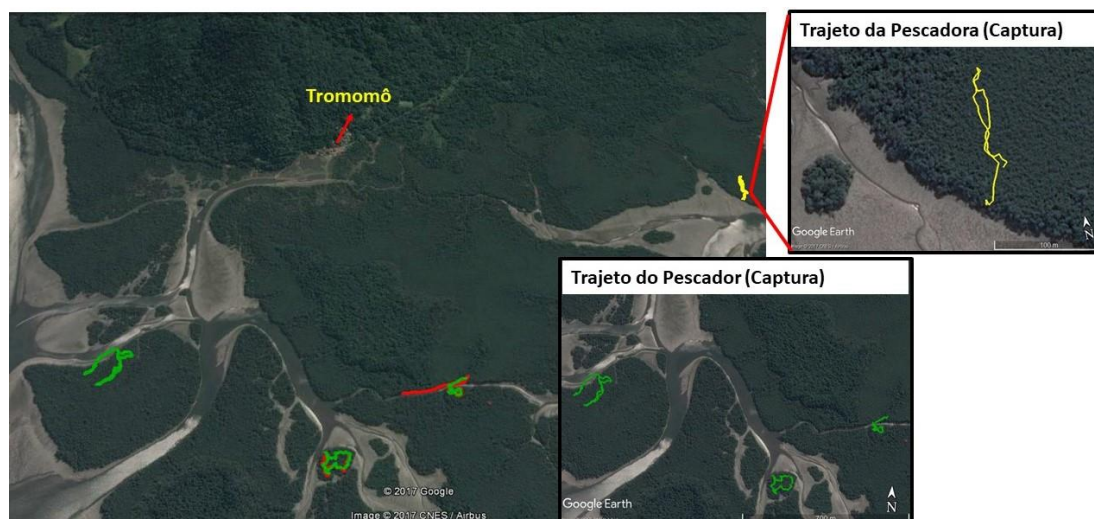 Trajeto da Pescadora (Captura)
Tromomô
Google Earth
100 m
N
Trajeto do Pescador (Captura)
© 2017 Google
Image © 2017 CNES / Airbus
Google Earth
700 m
N